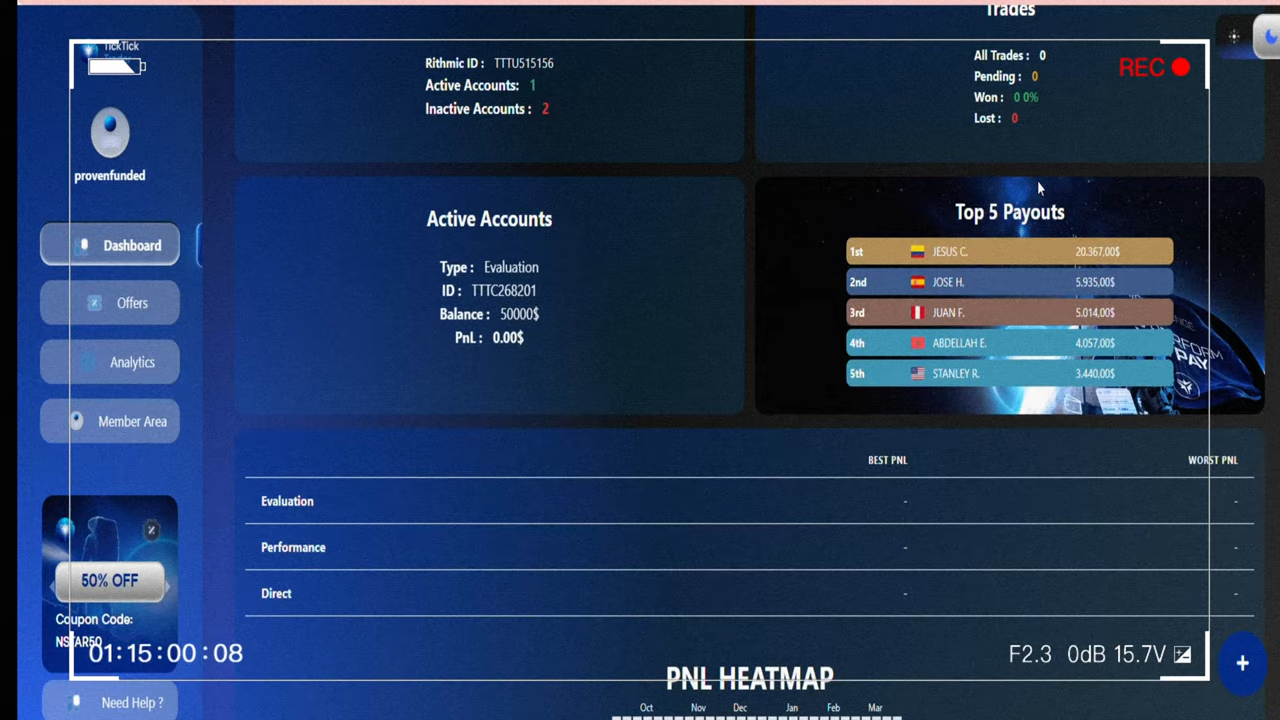 TickTick
REC
provenfunded
Dashboard
Offers
Analytics
Member Area
50% OFF
Coupon Code:
NSTAR50
Need Help ?
Rithmic ID : TTTU515156
Active Accounts: 1
Inactive Accounts : 2
Trades
All Trades : 0
Pending : 0
Won : 0 0%
Lost : 0
Active Accounts
Type : Evaluation
ID : TTTC268201
Balance : 50000$
PnL : 0.00$
Top 5 Payouts
1st JESUS C. 20.367,00$
2nd JOSE H. 5.935,00$
3rd JUAN F. 5.014,00$
4th ABDELLAH E. 4.057,00$
5th STANLEY R. 3.440,00$
PAY
BEST PNL WORST PNL
Evaluation - -
Performance - -
Direct - -
01:15:00:08
F2.3 0dB 15.7V
+
PNL HEATMAP
Oct Nov Dec Jan Feb Mar